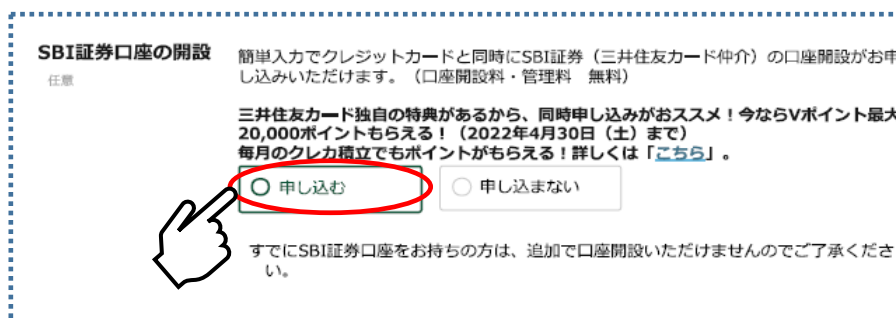 SBI証券口座の開設
任意
簡単入力でクレジットカードと同時にSBI証券（三井住友カード仲介）の口座開設がお申
し込みいただけます。（口座開設料・管理料　無料）
三井住友カード独自の特典があるから、同時申し込みがおススメ！今ならVポイント最大
20,000ポイントもらえる！（2022年4月30日（土）まで）
毎月のクレカ積立でもポイントがもらえる！詳しくは「こちら」。
申し込む
申し込まない
すでにSBI証券口座をお持ちの方は、追加で口座開設いただけませんのでご了承くださ
い。